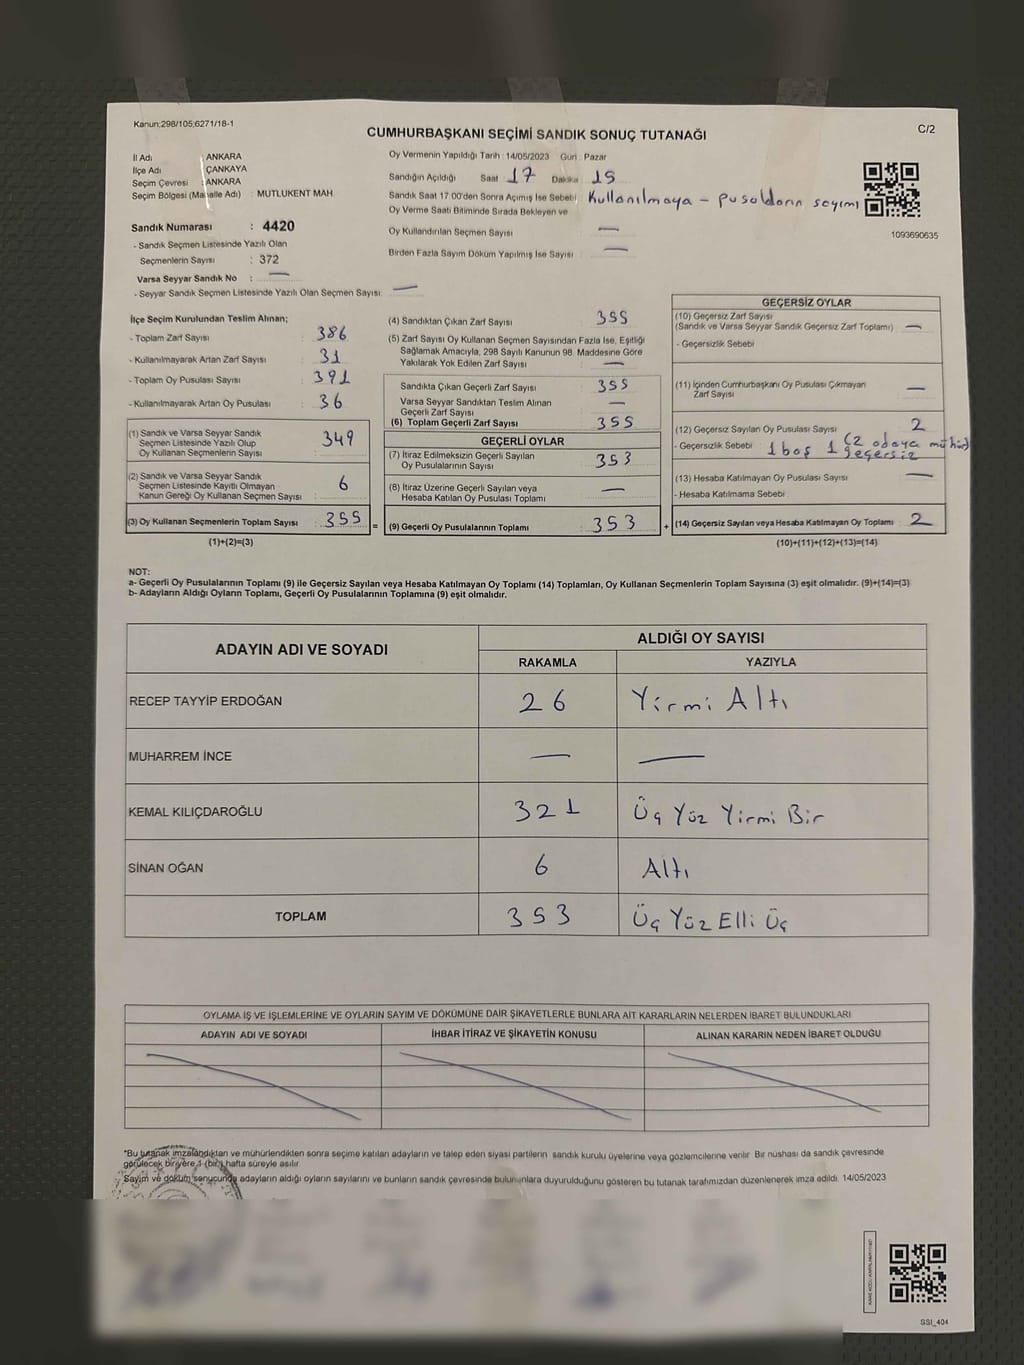 Kanun;298/105;6271/18-1
C/2
CUMHURBAŞKANI SEÇİMİ SANDIK SONUÇ TUTANAĞI
İl Adı : ANKARA
İlçe Adı : ÇANKAYA
Seçim Çevresi : ANKARA
Seçim Bölgesi (Mahalle Adı) : MUTLUKENT MAH.
Oy Vermenin Yapıldığı Tarih : 14/05/2023 Gün : Pazar
Sandığın Açıldığı Saat 17 Dakika 15
Sandık Saat 17.00'den Sonra Açımış İse Sebebi Kullanılmaya - pusoldorın sayımı
Oy Verme Saati Bitiminde Sırada Bekleyen ve
Oy Kullandırılan Seçmen Sayısı : —
Birden Fazla Sayım Döküm Yapılmış İse Sayısı : —
1093690635
Sandık Numarası : 4420
- Sandık Seçmen Listesinde Yazılı Olan
Seçmenlerin Sayısı : 372
Varsa Seyyar Sandık No : —
- Seyyar Sandık Seçmen Listesinde Yazılı Olan Seçmen Sayısı: —
İlçe Seçim Kurulundan Teslim Alınan;
- Toplam Zarf Sayısı : 386
- Kullanılmayarak Artan Zarf Sayısı : 31
- Toplam Oy Pusulası Sayısı : 391
- Kullanılmayarak Artan Oy Pusulası : 36
(1) Sandık ve Varsa Seyyar Sandık
Seçmen Listesinde Yazılı Olup
Oy Kullanan Seçmenlerin Sayısı : 349
(2) Sandık ve Varsa Seyyar Sandık
Seçmen Listesinde Kayıtlı Olmayan
Kanun Gereği Oy Kullanan Seçmen Sayısı : 6
(3) Oy Kullanan Seçmenlerin Toplam Sayısı : 355 =
(1)+(2)=(3)
(4) Sandıktan Çıkan Zarf Sayısı : 355
(5) Zarf Sayısı Oy Kullanan Seçmen Sayısından Fazla İse, Eşitliği
Sağlamak Amacıyla, 298 Sayılı Kanunun 98. Maddesine Göre
Yakılarak Yok Edilen Zarf Sayısı : —
Sandıkta Çıkan Geçerli Zarf Sayısı : 355
Varsa Seyyar Sandıktan Teslim Alınan
Geçerli Zarf Sayısı : —
(6) Toplam Geçerli Zarf Sayısı : 355
GEÇERLİ OYLAR
(7) İtiraz Edilmeksizin Geçerli Sayılan
Oy Pusulalarının Sayısı : 353
(8) İtiraz Üzerine Geçerli Sayılan veya
Hesaba Katılan Oy Pusulası Toplamı : —
(9) Geçerli Oy Pusulalarının Toplamı : 353 +
GEÇERSİZ OYLAR
(10) Geçersiz Zarf Sayısı
(Sandık ve Varsa Seyyar Sandık Geçersiz Zarf Toplamı) : —
- Geçersizlik Sebebi
(11) İçinden Cumhurbaşkanı Oy Pusulası Çıkmayan
Zarf Sayısı : —
(12) Geçersiz Sayılan Oy Pusulası Sayısı : 2
- Geçersizlik Sebebi 1 boş 1 geçersiz (2 adaya mühür)
(13) Hesaba Katılmayan Oy Pusulası Sayısı : —
- Hesaba Katılmama Sebebi
(14) Geçersiz Sayılan veya Hesaba Katılmayan Oy Toplamı : 2
(10)+(11)+(12)+(13)=(14)
NOT:
a- Geçerli Oy Pusulalarının Toplamı (9) ile Geçersiz Sayılan veya Hesaba Katılmayan Oy Toplamı (14) Toplamları, Oy Kullanan Seçmenlerin Toplam Sayısına (3) eşit olmalıdır. (9)+(14)=(3)
b- Adayların Aldığı Oyların Toplamı, Geçerli Oy Pusulalarının Toplamına (9) eşit olmalıdır.
ADAYIN ADI VE SOYADI
ALDIĞI OY SAYISI
RAKAMLA YAZIYLA
RECEP TAYYİP ERDOĞAN 26 Yirmi Altı
MUHARREM İNCE — —
KEMAL KILIÇDAROĞLU 321 Üç Yüz Yirmi Bir
SİNAN OĞAN 6 Altı
TOPLAM 353 Üç Yüz Elli Üç
OYLAMA İŞ VE İŞLEMLERİNE VE OYLARIN SAYIM VE DÖKÜMÜNE DAİR ŞİKAYETLERLE BUNLARA AİT KARARLARIN NELERDEN İBARET BULUNDUKLARI
ADAYIN ADI VE SOYADI İHBAR İTİRAZ VE ŞİKAYETİN KONUSU ALINAN KARARIN NEDEN İBARET OLDUĞU
*Bu tutanak imzalandıktan ve mühürlendikten sonra seçime katılan adayların ve talep eden siyasi partilerin sandık kurulu üyelerine veya gözlemcilerine verilir. Bir nüshası da sandık çevresinde
görülecek bir yere 1 (bir) hafta süreyle asılır.
Sayım ve döküm sonucunda adayların aldığı oyların sayılarını ve bunların sandık çevresinde bulunanlara duyurulduğunu gösteren bu tutanak tarafımızdan düzenlenerek imza edildi. 14/05/2023
SSI_404